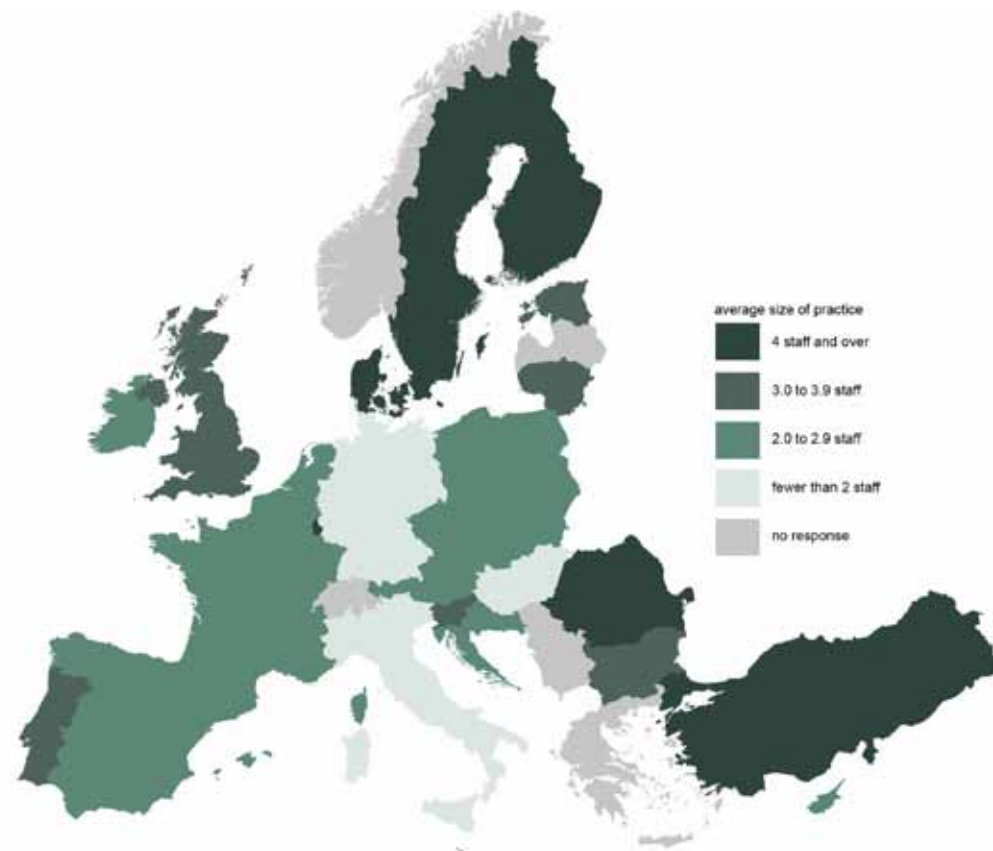 average size of practice
4 staff and over
3.0 to 3.9 staff
2.0 to 2.9 staff
fewer than 2 staff
no response